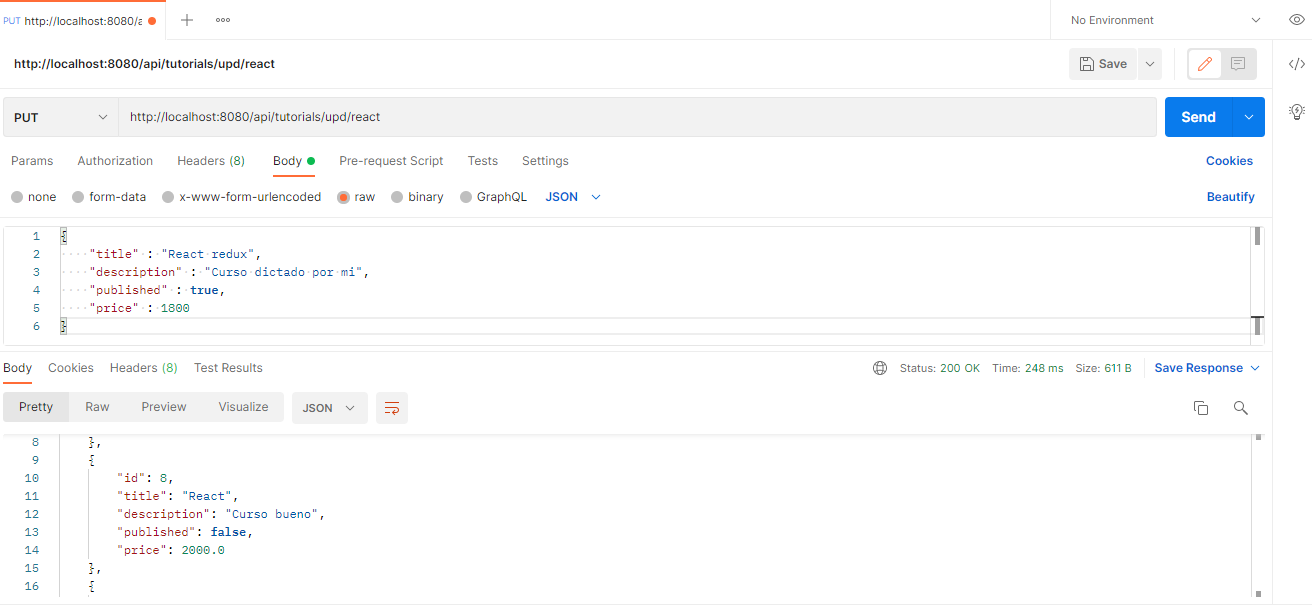 PUT http://localhost:8080/a
No Environment
http://localhost:8080/api/tutorials/upd/react
Save
PUT http://localhost:8080/api/tutorials/upd/react Send
Params Authorization Headers (8) Body Pre-request Script Tests Settings Cookies
none form-data x-www-form-urlencoded raw binary GraphQL JSON Beautify
1 {
2 "title" : "React redux",
3 "description" : "Curso dictado por mi",
4 "published" : true,
5 "price" : 1800
6 }
Body Cookies Headers (8) Test Results Status: 200 OK Time: 248 ms Size: 611 B Save Response
Pretty Raw Preview Visualize JSON
8 },
9 {
10 "id": 8,
11 "title": "React",
12 "description": "Curso bueno",
13 "published": false,
14 "price": 2000.0
15 },
16 {